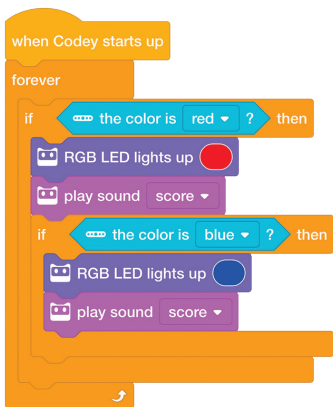 when Codey starts up
forever
if the color is red ? then
RGB LED lights up
play sound score
if the color is blue ? then
RGB LED lights up
play sound score